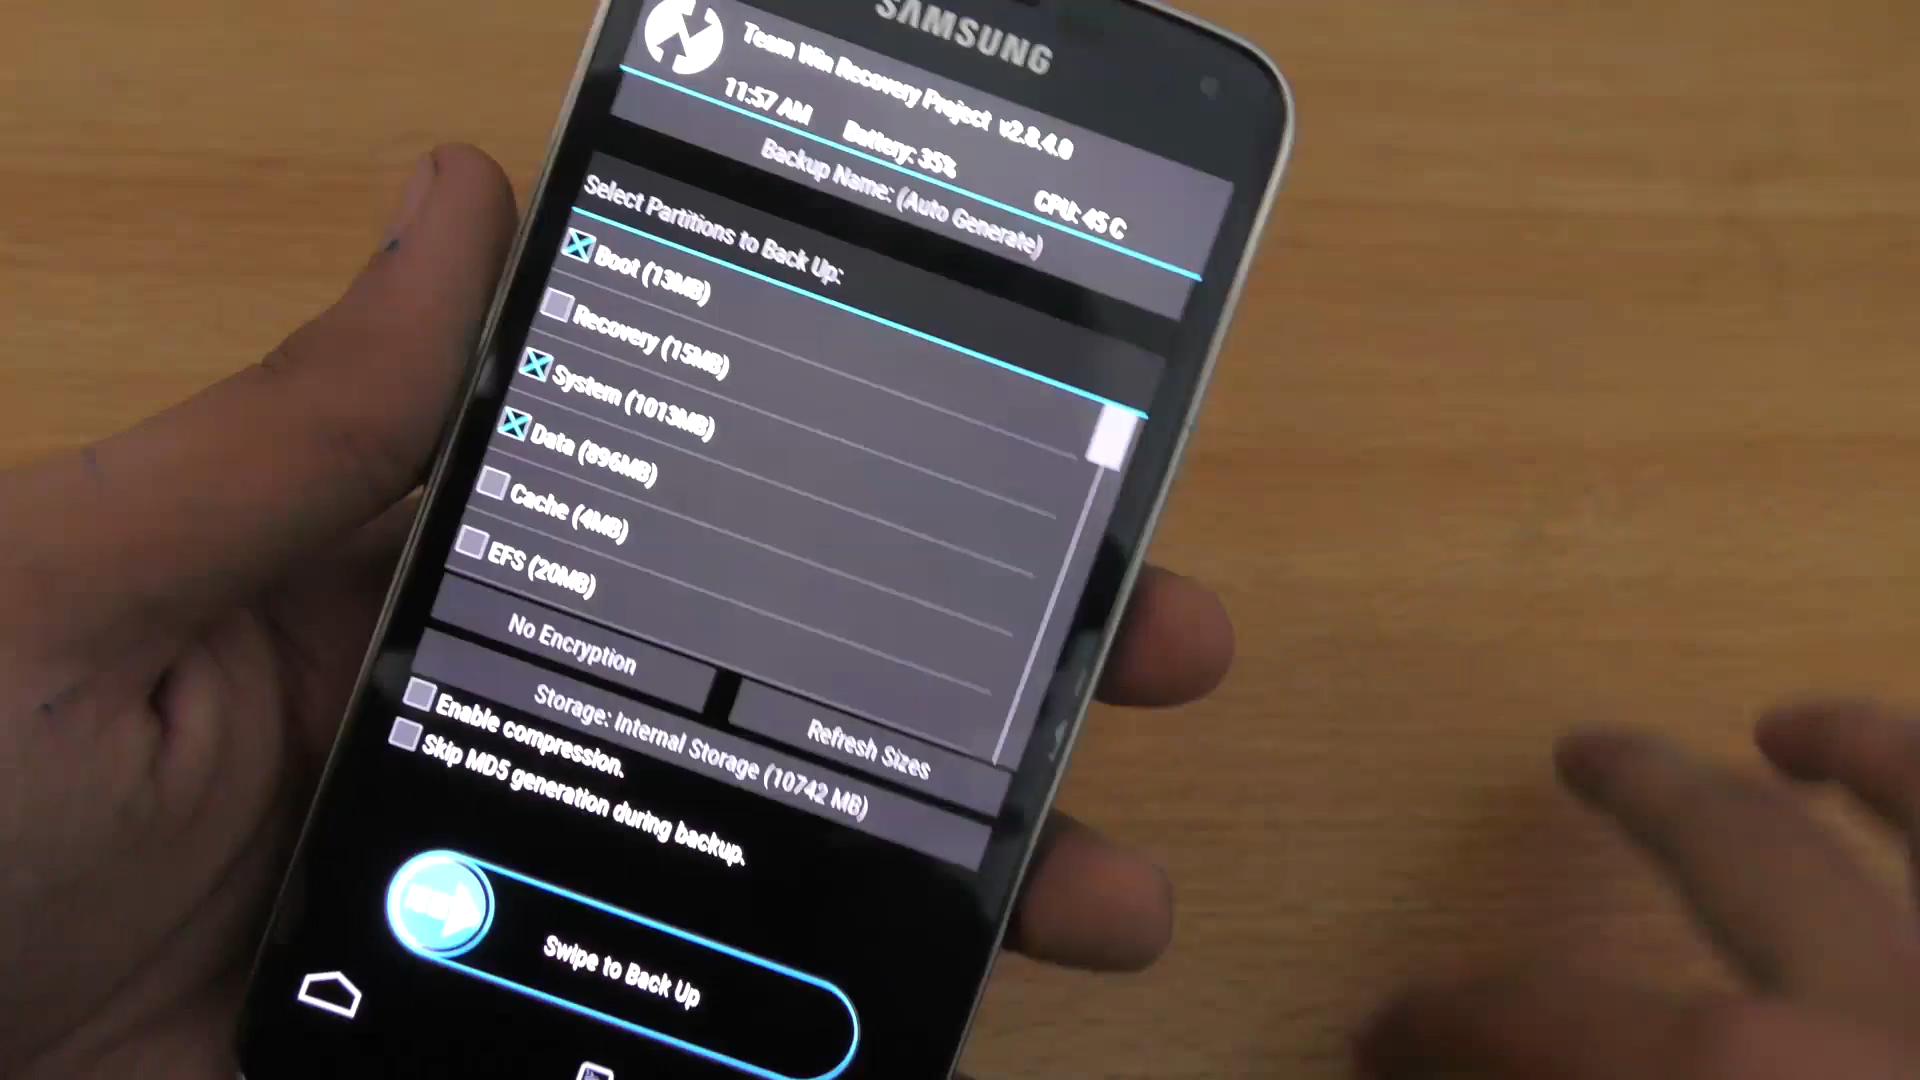 SAMSUNG
Team Win Recovery Project v2.8.4.0
11:57 AM Battery: 35% CPU: 45 C
Backup Name: (Auto Generate)
Select Partitions to Back Up:
Boot (13MB)
Recovery (15MB)
System (1013MB)
Data (896MB)
Cache (4MB)
EFS (20MB)
No Encryption
Refresh Sizes
Storage: Internal Storage (10742 MB)
Enable compression.
Skip MD5 generation during backup.
Swipe to Back Up